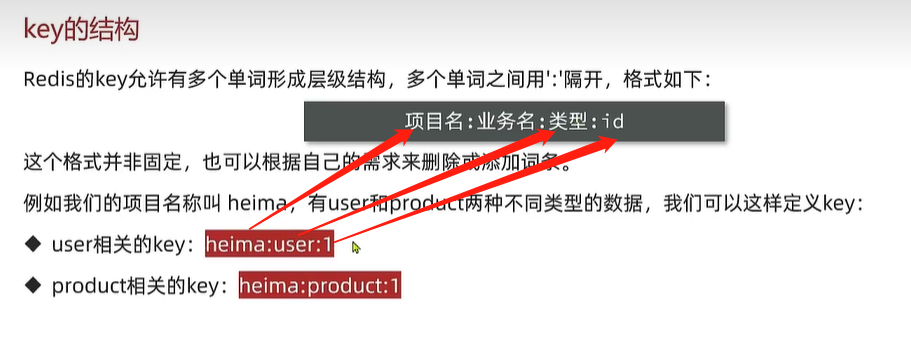 key的结构
Redis的key允许有多个单词形成层级结构，多个单词之间用':'隔开，格式如下：
项目名:业务名:类型:id
这个格式并非固定，也可以根据自己的需求来删除或添加词条。
例如我们的项目名称叫 heima，有user和product两种不同类型的数据，我们可以这样定义key：
◆ user相关的key：heima:user:1
◆ product相关的key：heima:product:1